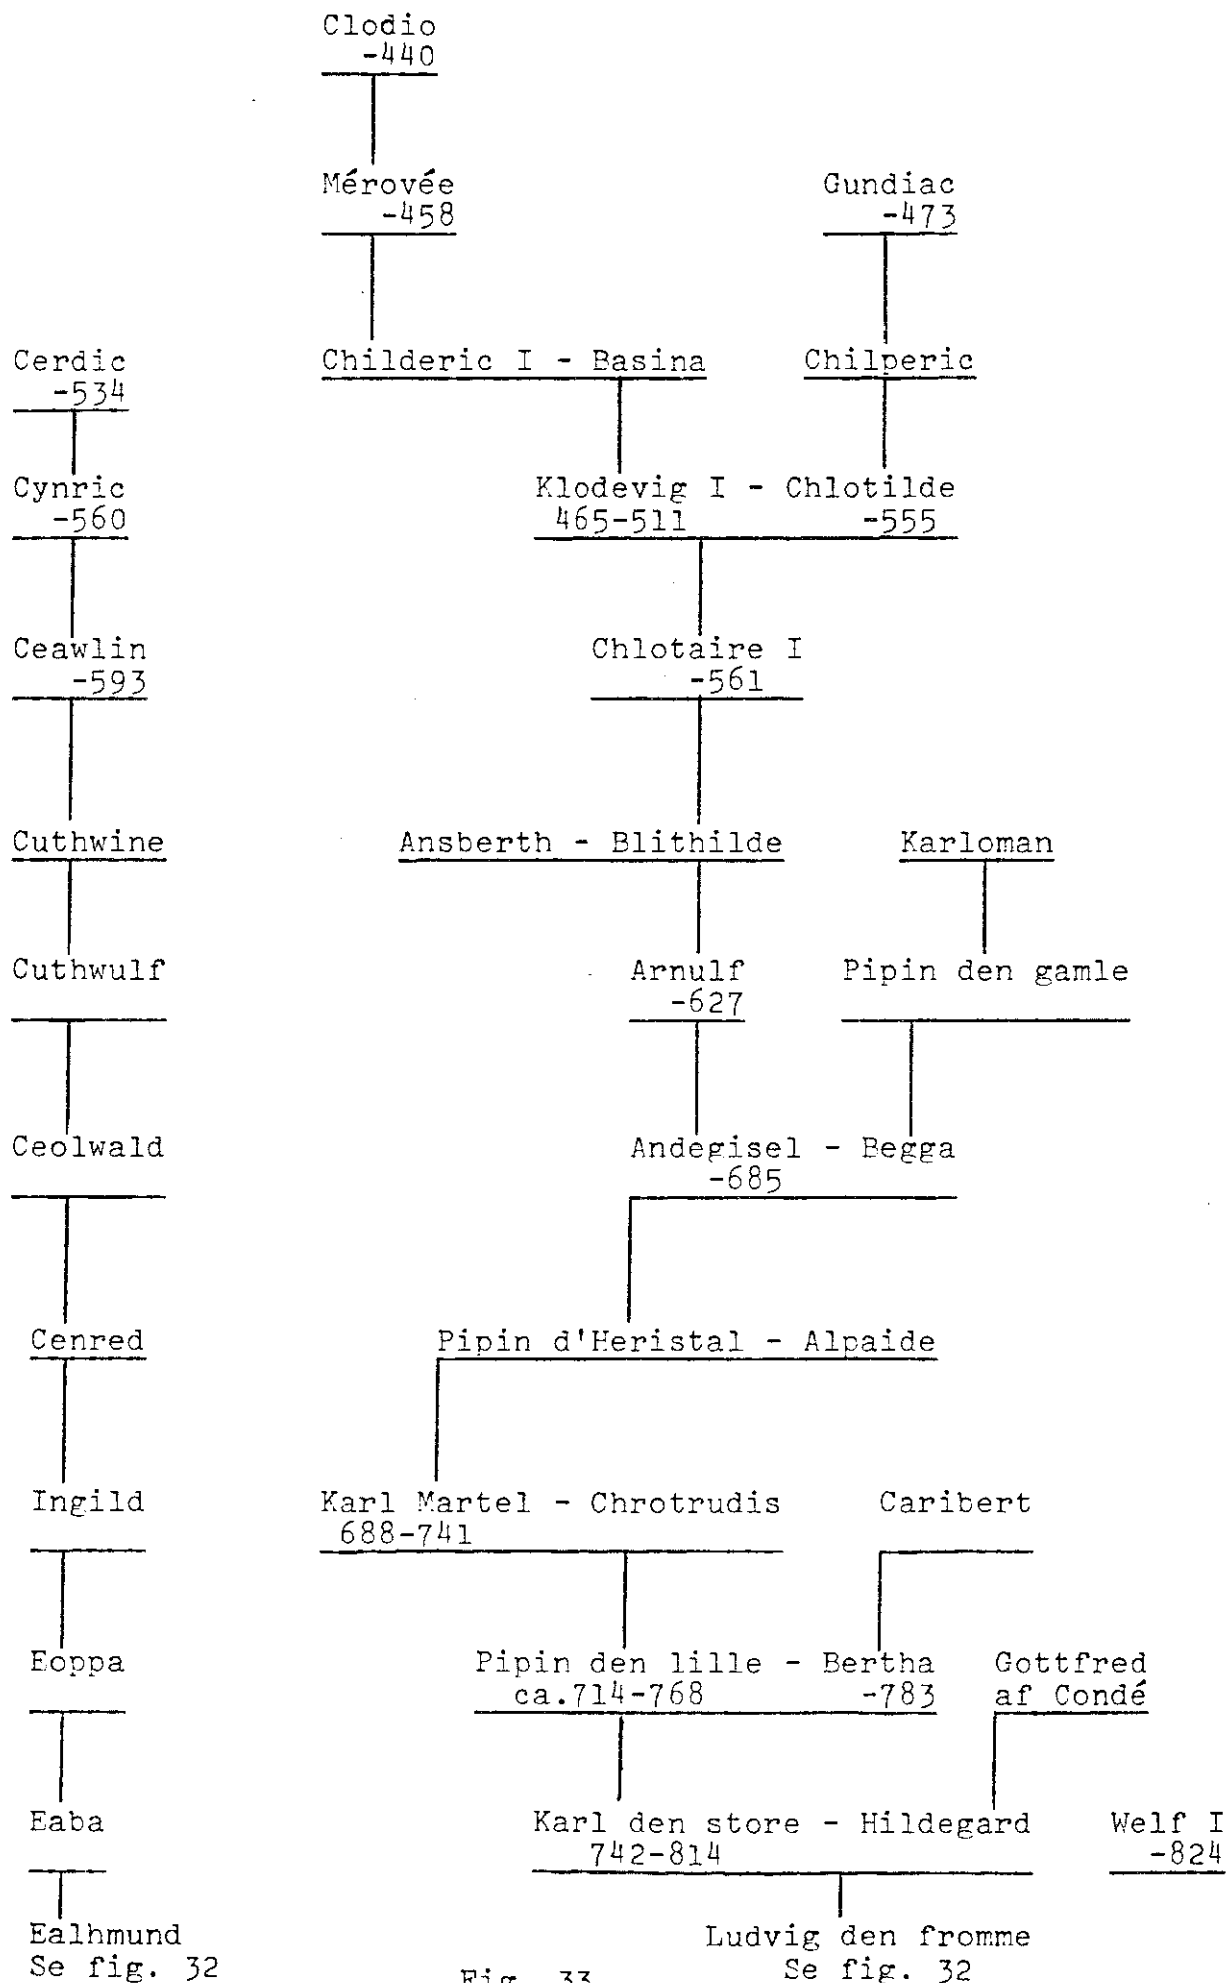 Clodio
-440
Mérovée
-458
Gundiac
-473
Cerdic
-534
Childeric I - Basina
Chilperic
Cynric
-560
Klodevig I - Chlotilde
465-511 -555
Ceawlin
-593
Chlotaire I
-561
Cuthwine
Ansberth - Blithilde
Karloman
Cuthwulf
Arnulf
-627
Pipin den gamle
Ceolwald
Andegisel - Begga
-685
Cenred
Pipin d'Heristal - Alpaide
Ingild
Karl Martel - Chrotrudis
688-741
Caribert
Eoppa
Pipin den lille - Bertha
ca.714-768 -783
Gottfred
af Condé
Eaba
Karl den store - Hildegard
742-814
Welf I
-824
Ealhmund
Se fig. 32
Ludvig den fromme
Se fig. 32
Fig. 33